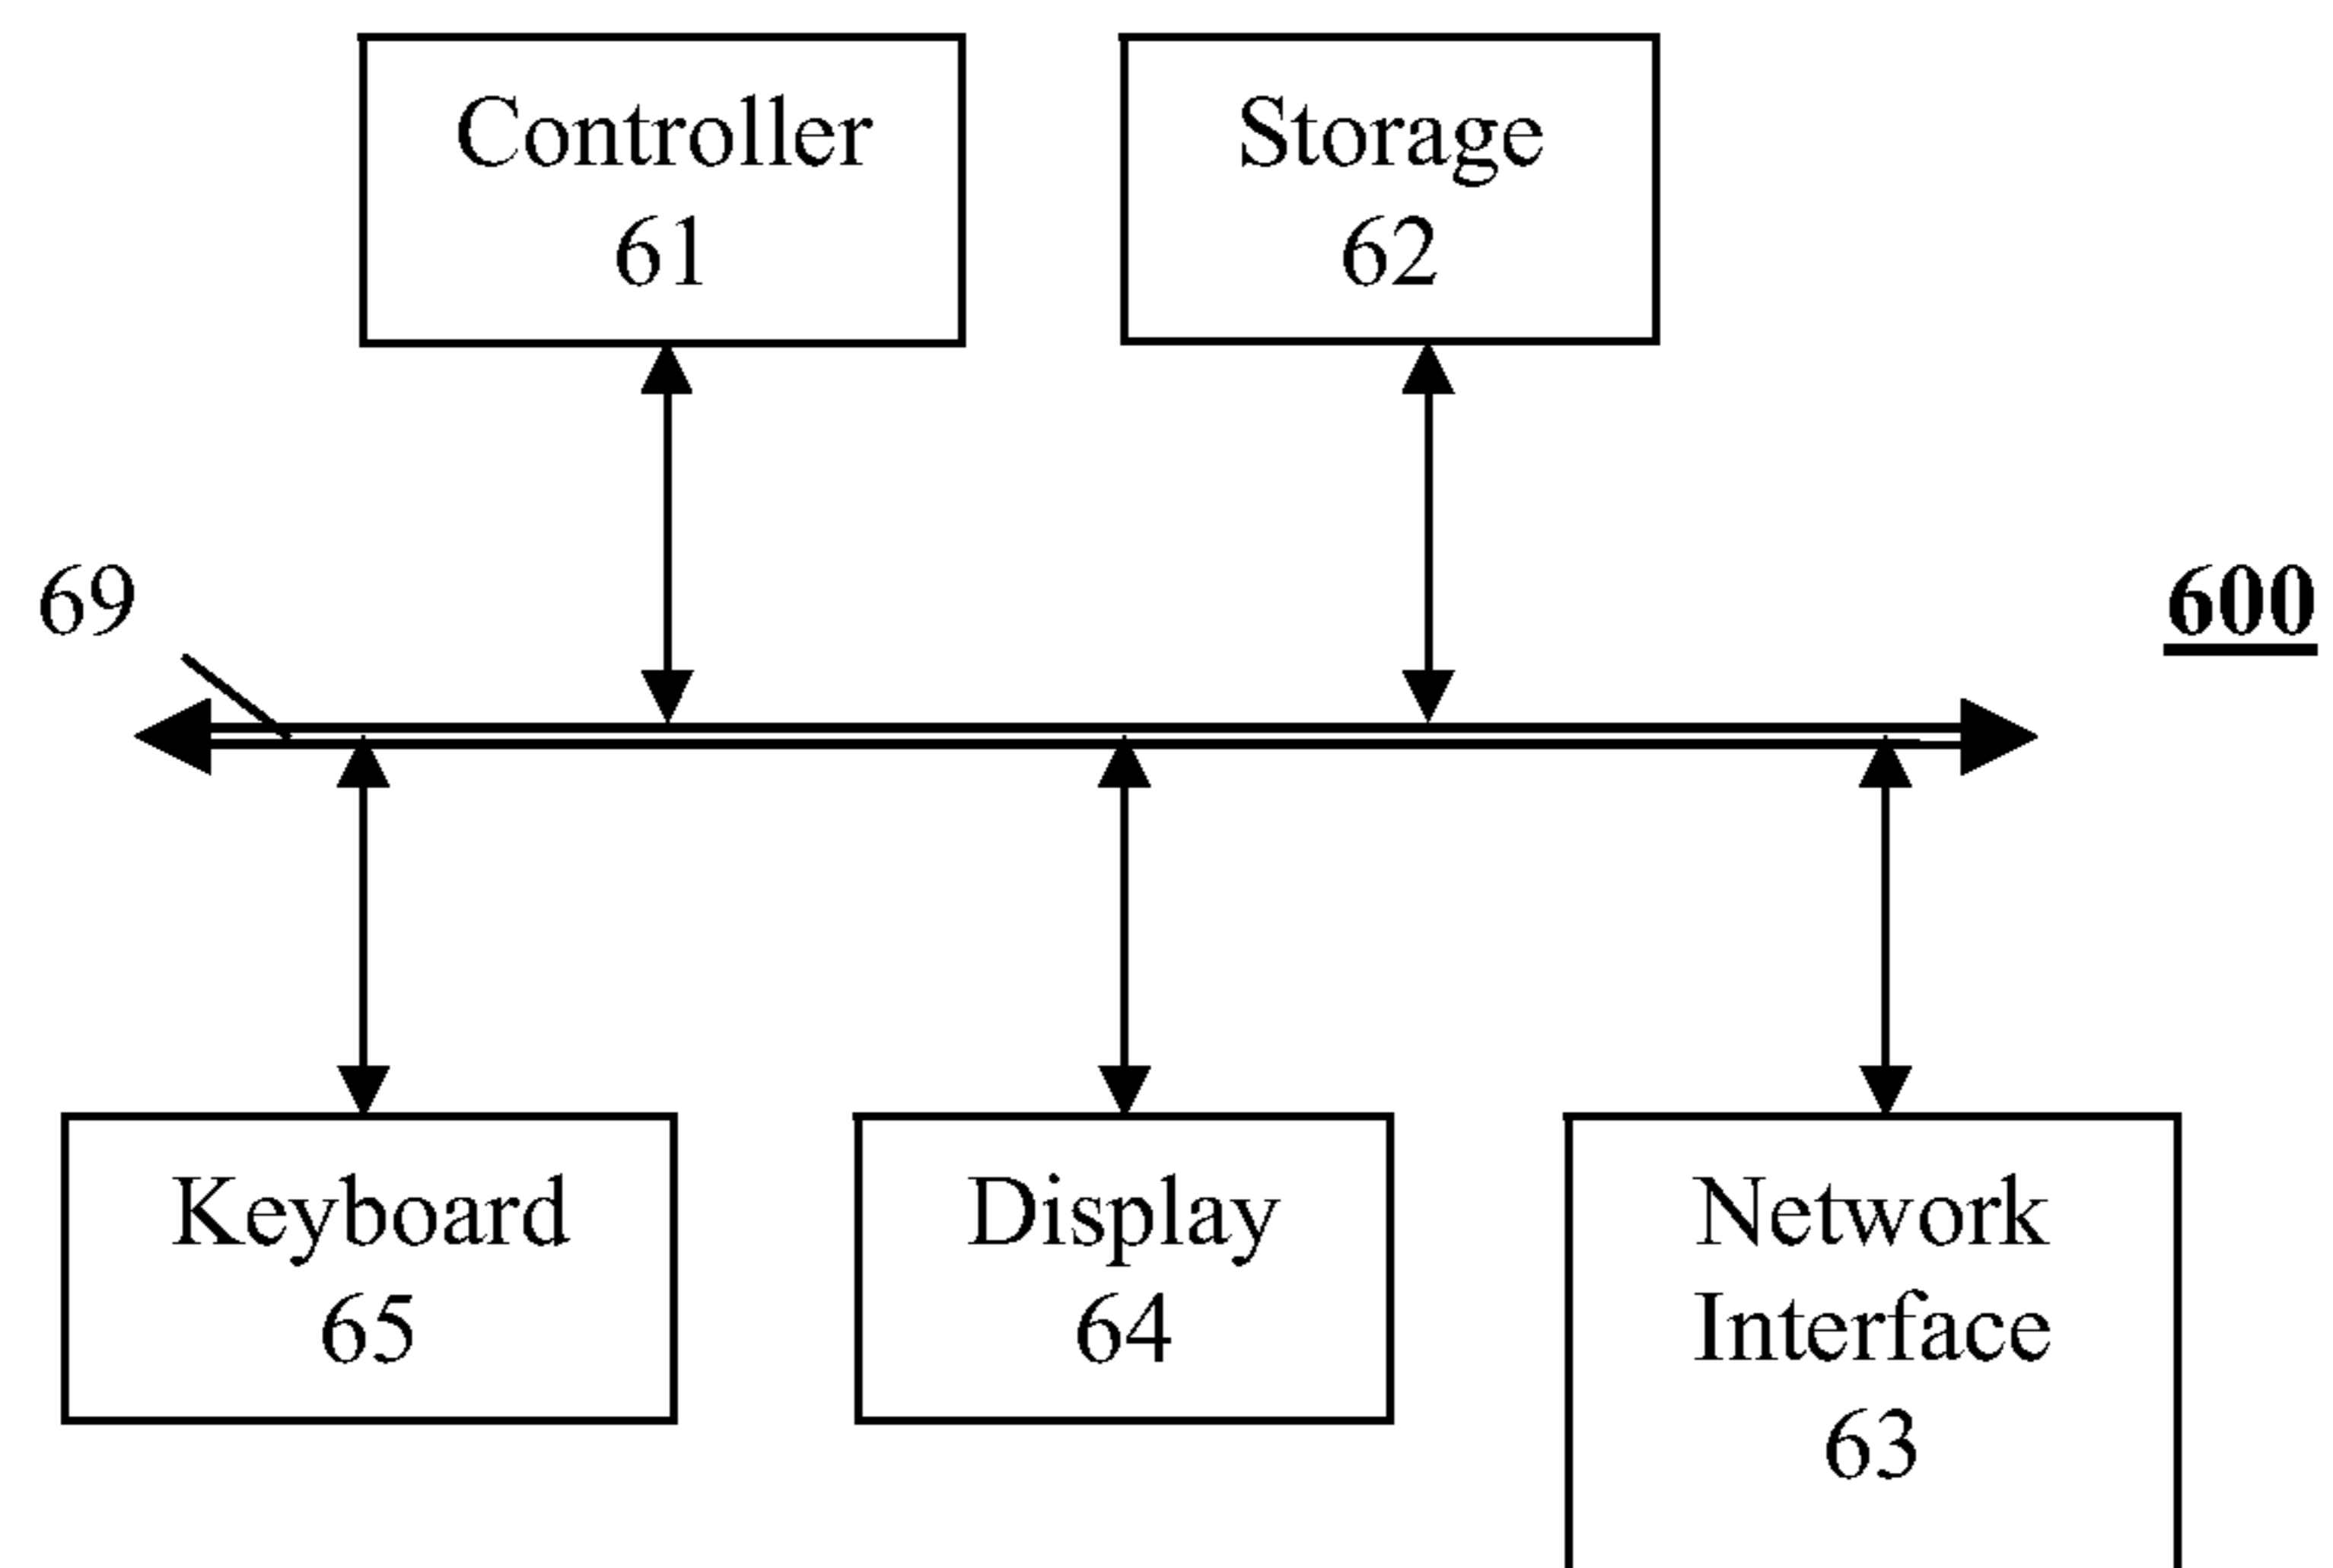 Controller
61
Storage
62
69
600
Keyboard
65
Display
64
Network
Interface
63